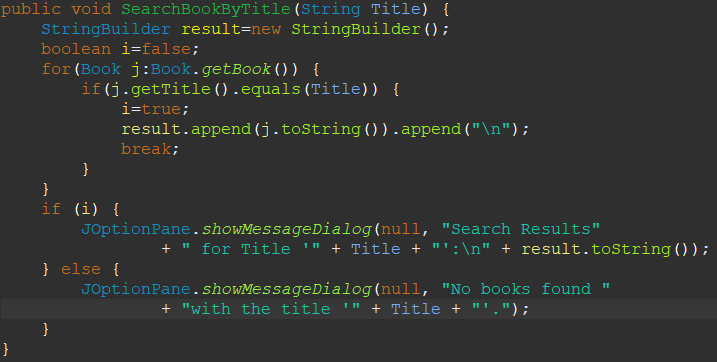 public void SearchBookByTitle(String Title) {
    StringBuilder result=new StringBuilder();
    boolean i=false;
    for(Book j:Book.getBook()) {
        if(j.getTitle().equals(Title)) {
            i=true;
            result.append(j.toString()).append("\n");
            break;
        }
    }
    if (i) {
        JOptionPane.showMessageDialog(null, "Search Results"
                + " for Title '" + Title + "':\n" + result.toString());
    } else {
        JOptionPane.showMessageDialog(null, "No books found "
                + "with the title '" + Title + "'.");
    }
}